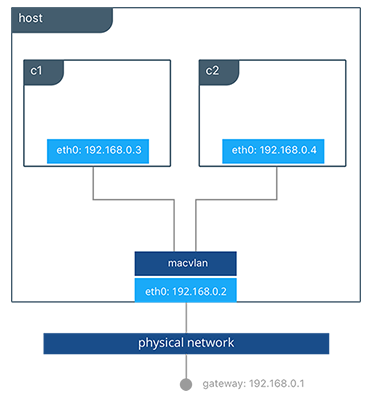 host
c1
c2
eth0: 192.168.0.3
eth0: 192.168.0.4
macvlan
eth0: 192.168.0.2
physical network
gateway: 192.168.0.1